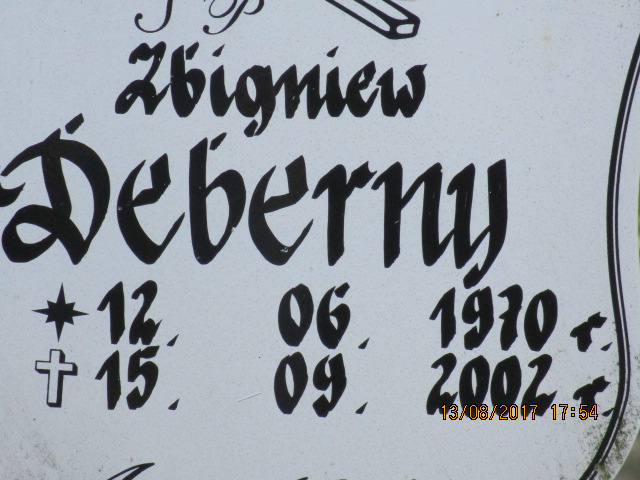 Ś P
Zbigniew
Deberny
12. 06. 1970 r.
15. 09. 2002 r.
13/08/2017 17:54